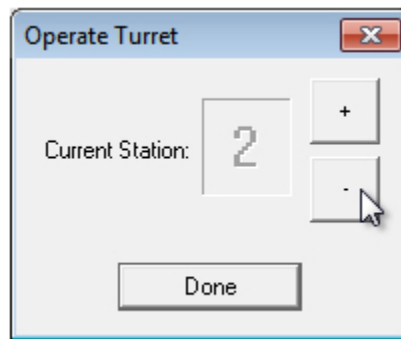 Operate Turret
+
Current Station: 2
-
Done